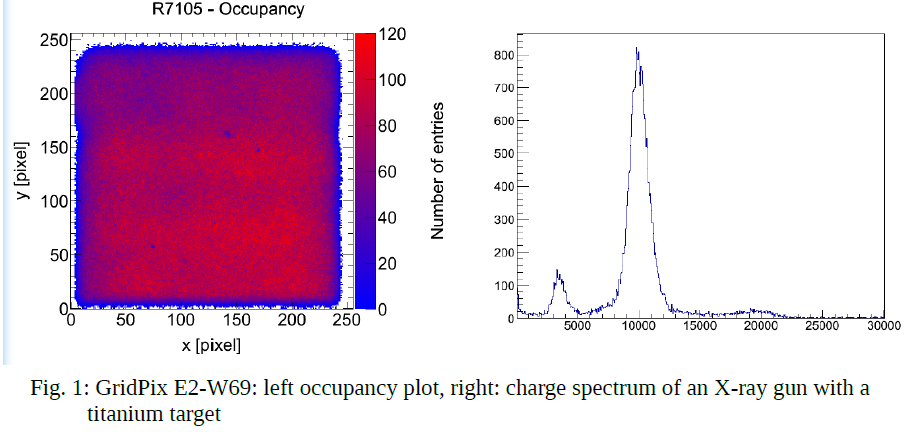 R7105 - Occupancy
250
200
150
100
50
0
0 50 100 150 200 250
x [pixel]
y [pixel]
120
100
80
60
40
20
0
Number of entries
800
700
600
500
400
300
200
100
0
5000 10000 15000 20000 25000 30000
Fig. 1: GridPix E2-W69: left occupancy plot, right: charge spectrum of an X-ray gun with a
titanium target